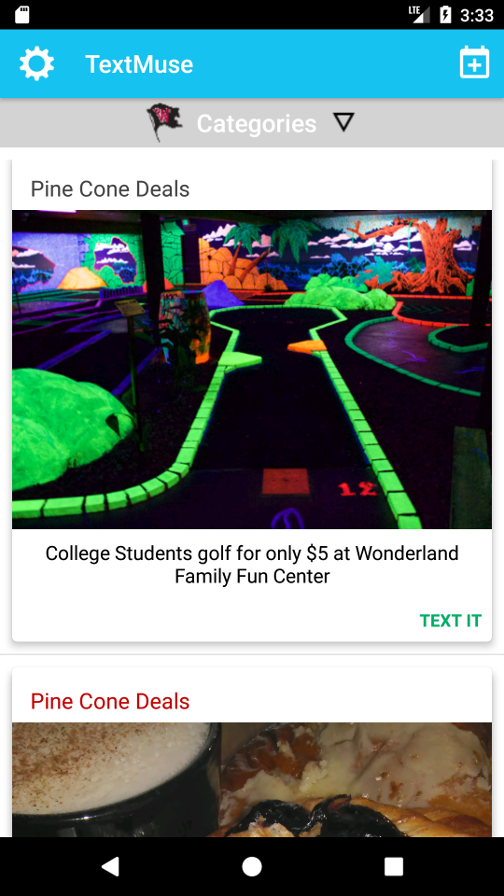 LTE 3:33
TextMuse
Categories
Pine Cone Deals
12
College Students golf for only $5 at Wonderland
Family Fun Center
TEXT IT
Pine Cone Deals